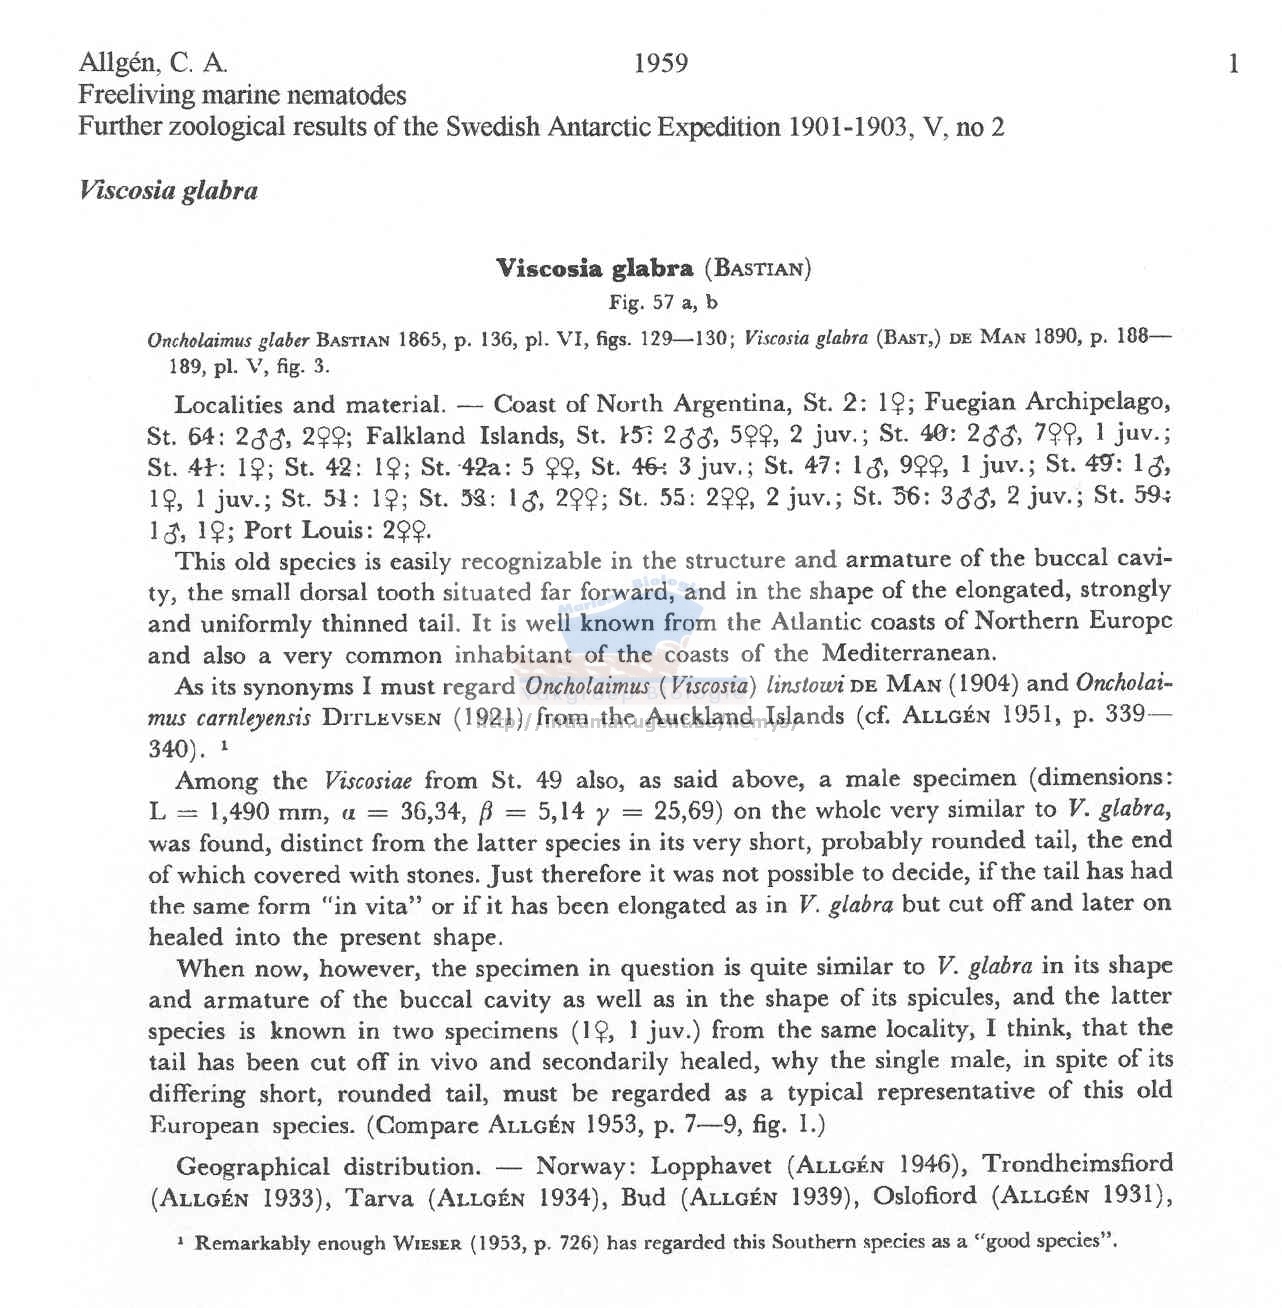 Allgén, C. A. 1959 1
Freeliving marine nematodes
Further zoological results of the Swedish Antarctic Expedition 1901-1903, V, no 2
Viscosia glabra
Viscosia glabra (BASTIAN)
Fig. 57 a, b
Oncholaimus glaber BASTIAN 1865, p. 136, pl. VI, figs. 129—130; Viscosia glabra (BAST,) DE MAN 1890, p. 188—
189, pl. V, fig. 3.
Localities and material. — Coast of North Argentina, St. 2: 1♀; Fuegian Archipelago,
St. 64: 2♂♂, 2♀♀; Falkland Islands, St. 15: 2♂♂, 5♀♀, 2 juv.; St. 40: 2♂♂, 7♀♀, 1 juv.;
St. 41: 1♀; St. 42: 1♀; St. 42a: 5 ♀♀, St. 46: 3 juv.; St. 47: 1♂, 9♀♀, 1 juv.; St. 49: 1♂,
1♀, 1 juv.; St. 51: 1♀; St. 53: 1♂, 2♀♀; St. 55: 2♀♀, 2 juv.; St. 56: 3♂♂, 2 juv.; St. 59:
1♂, 1♀; Port Louis: 2♀♀.
This old species is easily recognizable in the structure and armature of the buccal cavi-
ty, the small dorsal tooth situated far forward, and in the shape of the elongated, strongly
and uniformly thinned tail. It is well known from the Atlantic coasts of Northern Europe
and also a very common inhabitant of the coasts of the Mediterranean.
As its synonyms I must regard Oncholaimus (Viscosia) linstowi DE MAN (1904) and Oncholai-
mus carnleyensis DITLEVSEN (1921) from the Auckland Islands (cf. ALLGÉN 1951, p. 339—
340). ¹
Among the Viscosiae from St. 49 also, as said above, a male specimen (dimensions:
L = 1,490 mm, α = 36,34, β = 5,14 γ = 25,69) on the whole very similar to V. glabra,
was found, distinct from the latter species in its very short, probably rounded tail, the end
of which covered with stones. Just therefore it was not possible to decide, if the tail has had
the same form “in vita” or if it has been elongated as in V. glabra but cut off and later on
healed into the present shape.
When now, however, the specimen in question is quite similar to V. glabra in its shape
and armature of the buccal cavity as well as in the shape of its spicules, and the latter
species is known in two specimens (1♀, 1 juv.) from the same locality, I think, that the
tail has been cut off in vivo and secondarily healed, why the single male, in spite of its
differing short, rounded tail, must be regarded as a typical representative of this old
European species. (Compare ALLGÉN 1953, p. 7—9, fig. 1.)
Geographical distribution. — Norway: Lopphavet (ALLGÉN 1946), Trondheimsfiord
(ALLGÉN 1933), Tarva (ALLGÉN 1934), Bud (ALLGÉN 1939), Oslofiord (ALLGÉN 1931),
¹ Remarkably enough WIESER (1953, p. 726) has regarded this Southern species as a “good species”.